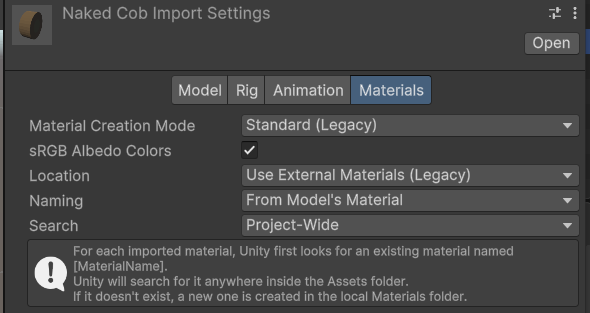 Naked Cob Import Settings
Open
Model Rig Animation Materials
Material Creation Mode Standard (Legacy)
sRGB Albedo Colors
Location Use External Materials (Legacy)
Naming From Model's Material
Search Project-Wide
For each imported material, Unity first looks for an existing material named
[MaterialName].
Unity will search for it anywhere inside the Assets folder.
If it doesn't exist, a new one is created in the local Materials folder.